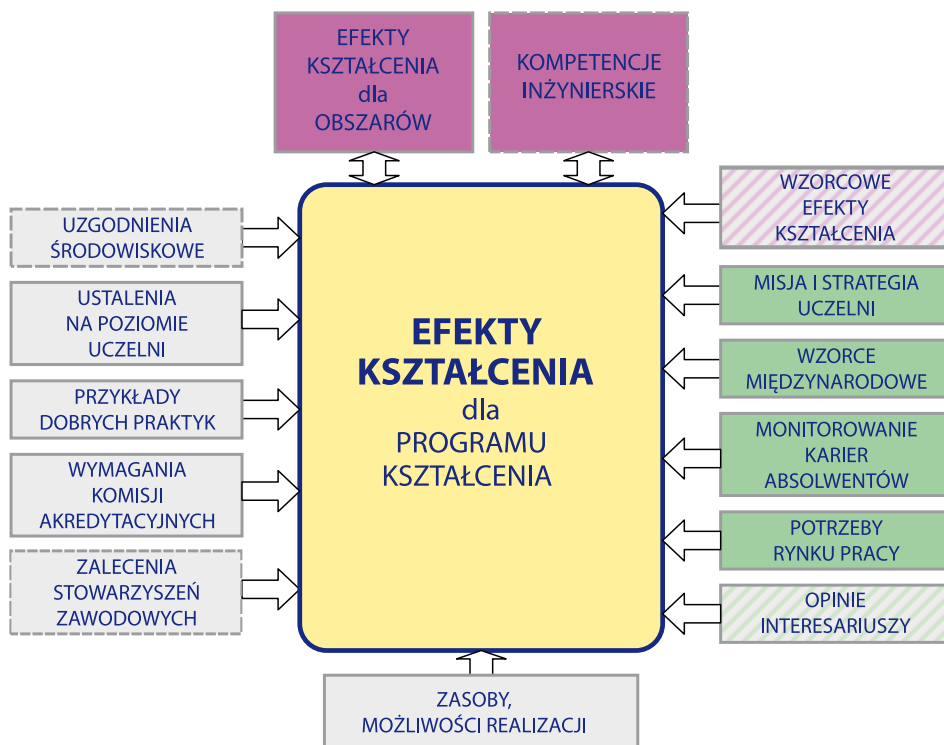 EFEKTY
KSZTAŁCENIA
dla
OBSZARÓW
KOMPETENCJE
INŻYNIERSKIE
UZGODNIENIA
ŚRODOWISKOWE
USTALENIA
NA POZIOMIE
UCZELNI
PRZYKŁADY
DOBRYCH PRAKTYK
WYMAGANIA
KOMISJI
AKREDYTACYJNYCH
ZALECENIA
STOWARZYSZEŃ
ZAWODOWYCH
EFEKTY
KSZTAŁCENIA
dla
PROGRAMU
KSZTAŁCENIA
WZORCOWE
EFEKTY
KSZTAŁCENIA
MISJA I STRATEGIA
UCZELNI
WZORCE
MIĘDZYNARODOWE
MONITOROWANIE
KARIER
ABSOLWENTÓW
POTRZEBY
RYNKU PRACY
OPINIE
INTERESARIUSZY
ZASOBY,
MOŻLIWOŚCI REALIZACJI